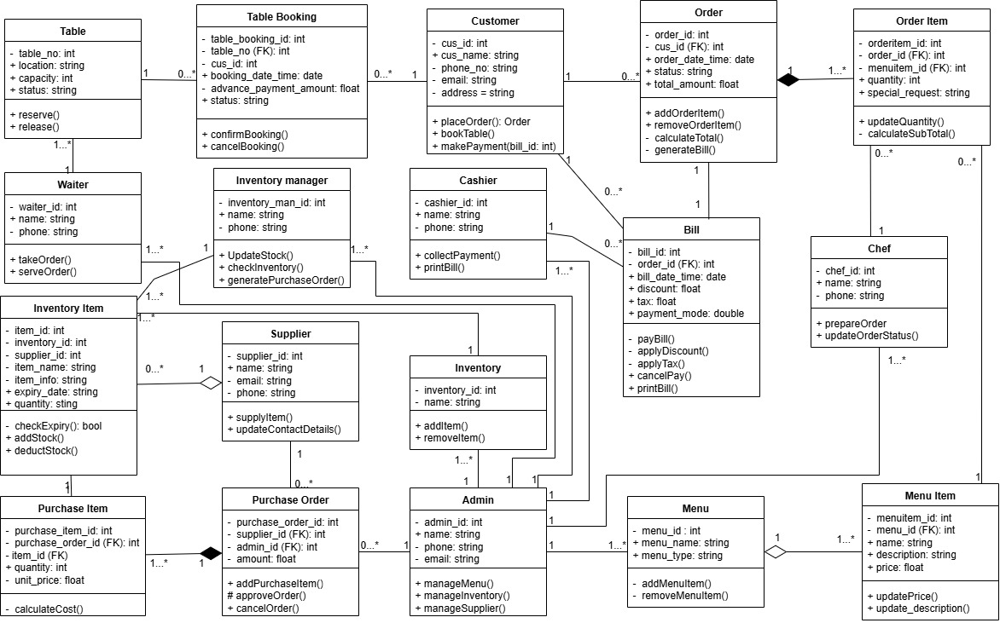 Table
- table_no: int
+ location: string
+ capacity: int
+ status: string
+ reserve()
+ release()
1
0..*
Table Booking
- table_booking_id: int
- table_no (FK): int
- cus_id: int
+ booking_date_time: date
- advance_payment_amount: float
+ status: string
+ confirmBooking()
+ cancelBooking()
0...*
1
Customer
- cus_id: int
+ cus_name: string
- phone_no: string
- email: string
- address = string
+ placeOrder(): Order
+ bookTable()
+ makePayment(bill_id: int)
1
0..*
Order
- order_id: int
- cus_id (FK): int
+ order_date_time: date
+ status: string
+ total_amount: float
+ addOrderItem()
+ removeOrderItem()
- calculateTotal()
- generateBill()
1
1...*
Order Item
- orderitem_id: int
- order_id (FK): int
- menuitem_id (FK): int
+ quantity: int
+ special_request: string
+ updateQuantity()
- calculateSubTotal()
1...*
1
1
0...*
1
1
0...*
0...*
Waiter
- waiter_id: int
+ name: string
- phone: string
+ takeOrder()
+ serveOrder()
1...*
Inventory manager
- inventory_man_id: int
+ name: string
- phone: string
+ UpdateStock()
+ checkInventory()
+ generatePurchaseOrder()
1
1...*
1...*
Cashier
- cashier_id: int
+ name: string
- phone: string
+ collectPayment()
+ printBill()
1
0...*
1...*
Bill
- bill_id: int
- order_id (FK): int
+ bill_date_time: date
+ discount: float
+ tax: float
+ payment_mode: double
- payBill()
- applyDiscount()
- applyTax()
+ cancelPay()
+ printBill()
1
Chef
- chef_id: int
+ name: string
- phone: string
+ prepareOrder
+ updateOrderStatus()
1...*
Inventory Item
- item_id: int
- inventory_id: int
- supplier_id: int
- item_name: string
- item_info: string
+ expiry_date: string
+ quantity: sting
- checkExpiry(): bool
+ addStock()
+ deductStock()
1...*
0...*
1
Supplier
- supplier_id: int
+ name: string
- email: string
- phone: string
+ supplyItem()
+ updateContactDetails()
1
0...*
1
Inventory
- inventory_id: int
- name: string
+ addItem()
+ removeItem()
1...*
1
1
1
1
1
Purchase Item
- purchase_item_id: int
- purchase_order_id (FK): int
- item_id (FK)
+ quantity: int
- unit_price: float
- calculateCost()
1...*
1
Purchase Order
- purchase_order_id: int
- supplier_id (FK): int
- admin_id (FK): int
- amount: float
+ addPurchaseItem()
# approveOrder()
+ cancelOrder()
0...*
1
Admin
- admin_id: int
+ name: string
- phone: string
- email: string
+ manageMenu()
+ manageInventory()
+ manageSupplier()
1
1
1
1...*
Menu
- menu_id : int
+ menu_name: string
+ menu_type: string
- addMenuItem()
- removeMenuItem()
1
1...*
1
Menu Item
- menuitem_id: int
- menu_id (FK): int
+ name: string
+ description: string
+ price: float
+ updatePrice()
+ update_description()